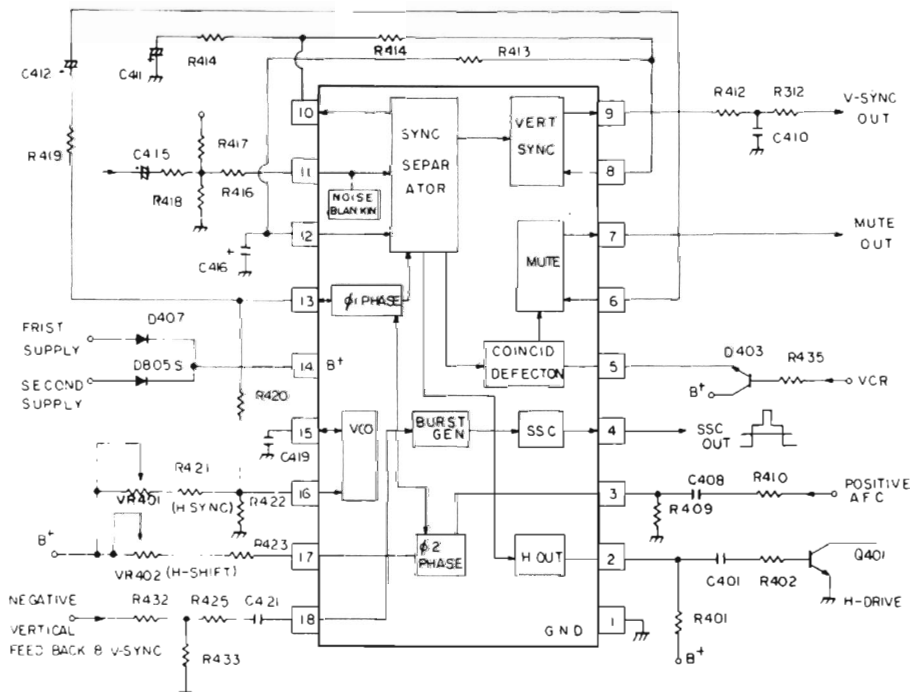 R414
R414
R413
C412
C411
R412
R312
V-SYNC
OUT
10
SYNC
SEPAR
ATOR
VERT
SYNC
9
C410
R419
C415
R417
R418
R416
11
NOISE
BLANKIN
8
12
C416
7
MUTE
OUT
MUTE
13
ϕ1 PHASE
6
FRIST
SUPPLY
D407
14
B+
SECOND
SUPPLY
D805S
COINCID
DEFECTON
5
D403
R435
B+
VCR
R420
15
VCO
BURST
GEN
SSC
4
SSC
OUT
C419
R421
VR401
(H SYNC)
R422
16
3
C408
R410
POSITIVE
AFC
R409
B+
VR402
(H-SHIFT)
R423
17
ϕ2
PHASE
H OUT
2
C401
R402
Q401
H-DRIVE
NEGATIVE
VERTICAL
FEED BACK 8 V-SYNC
R432
R425
C421
18
R433
GND
1
R401
B+